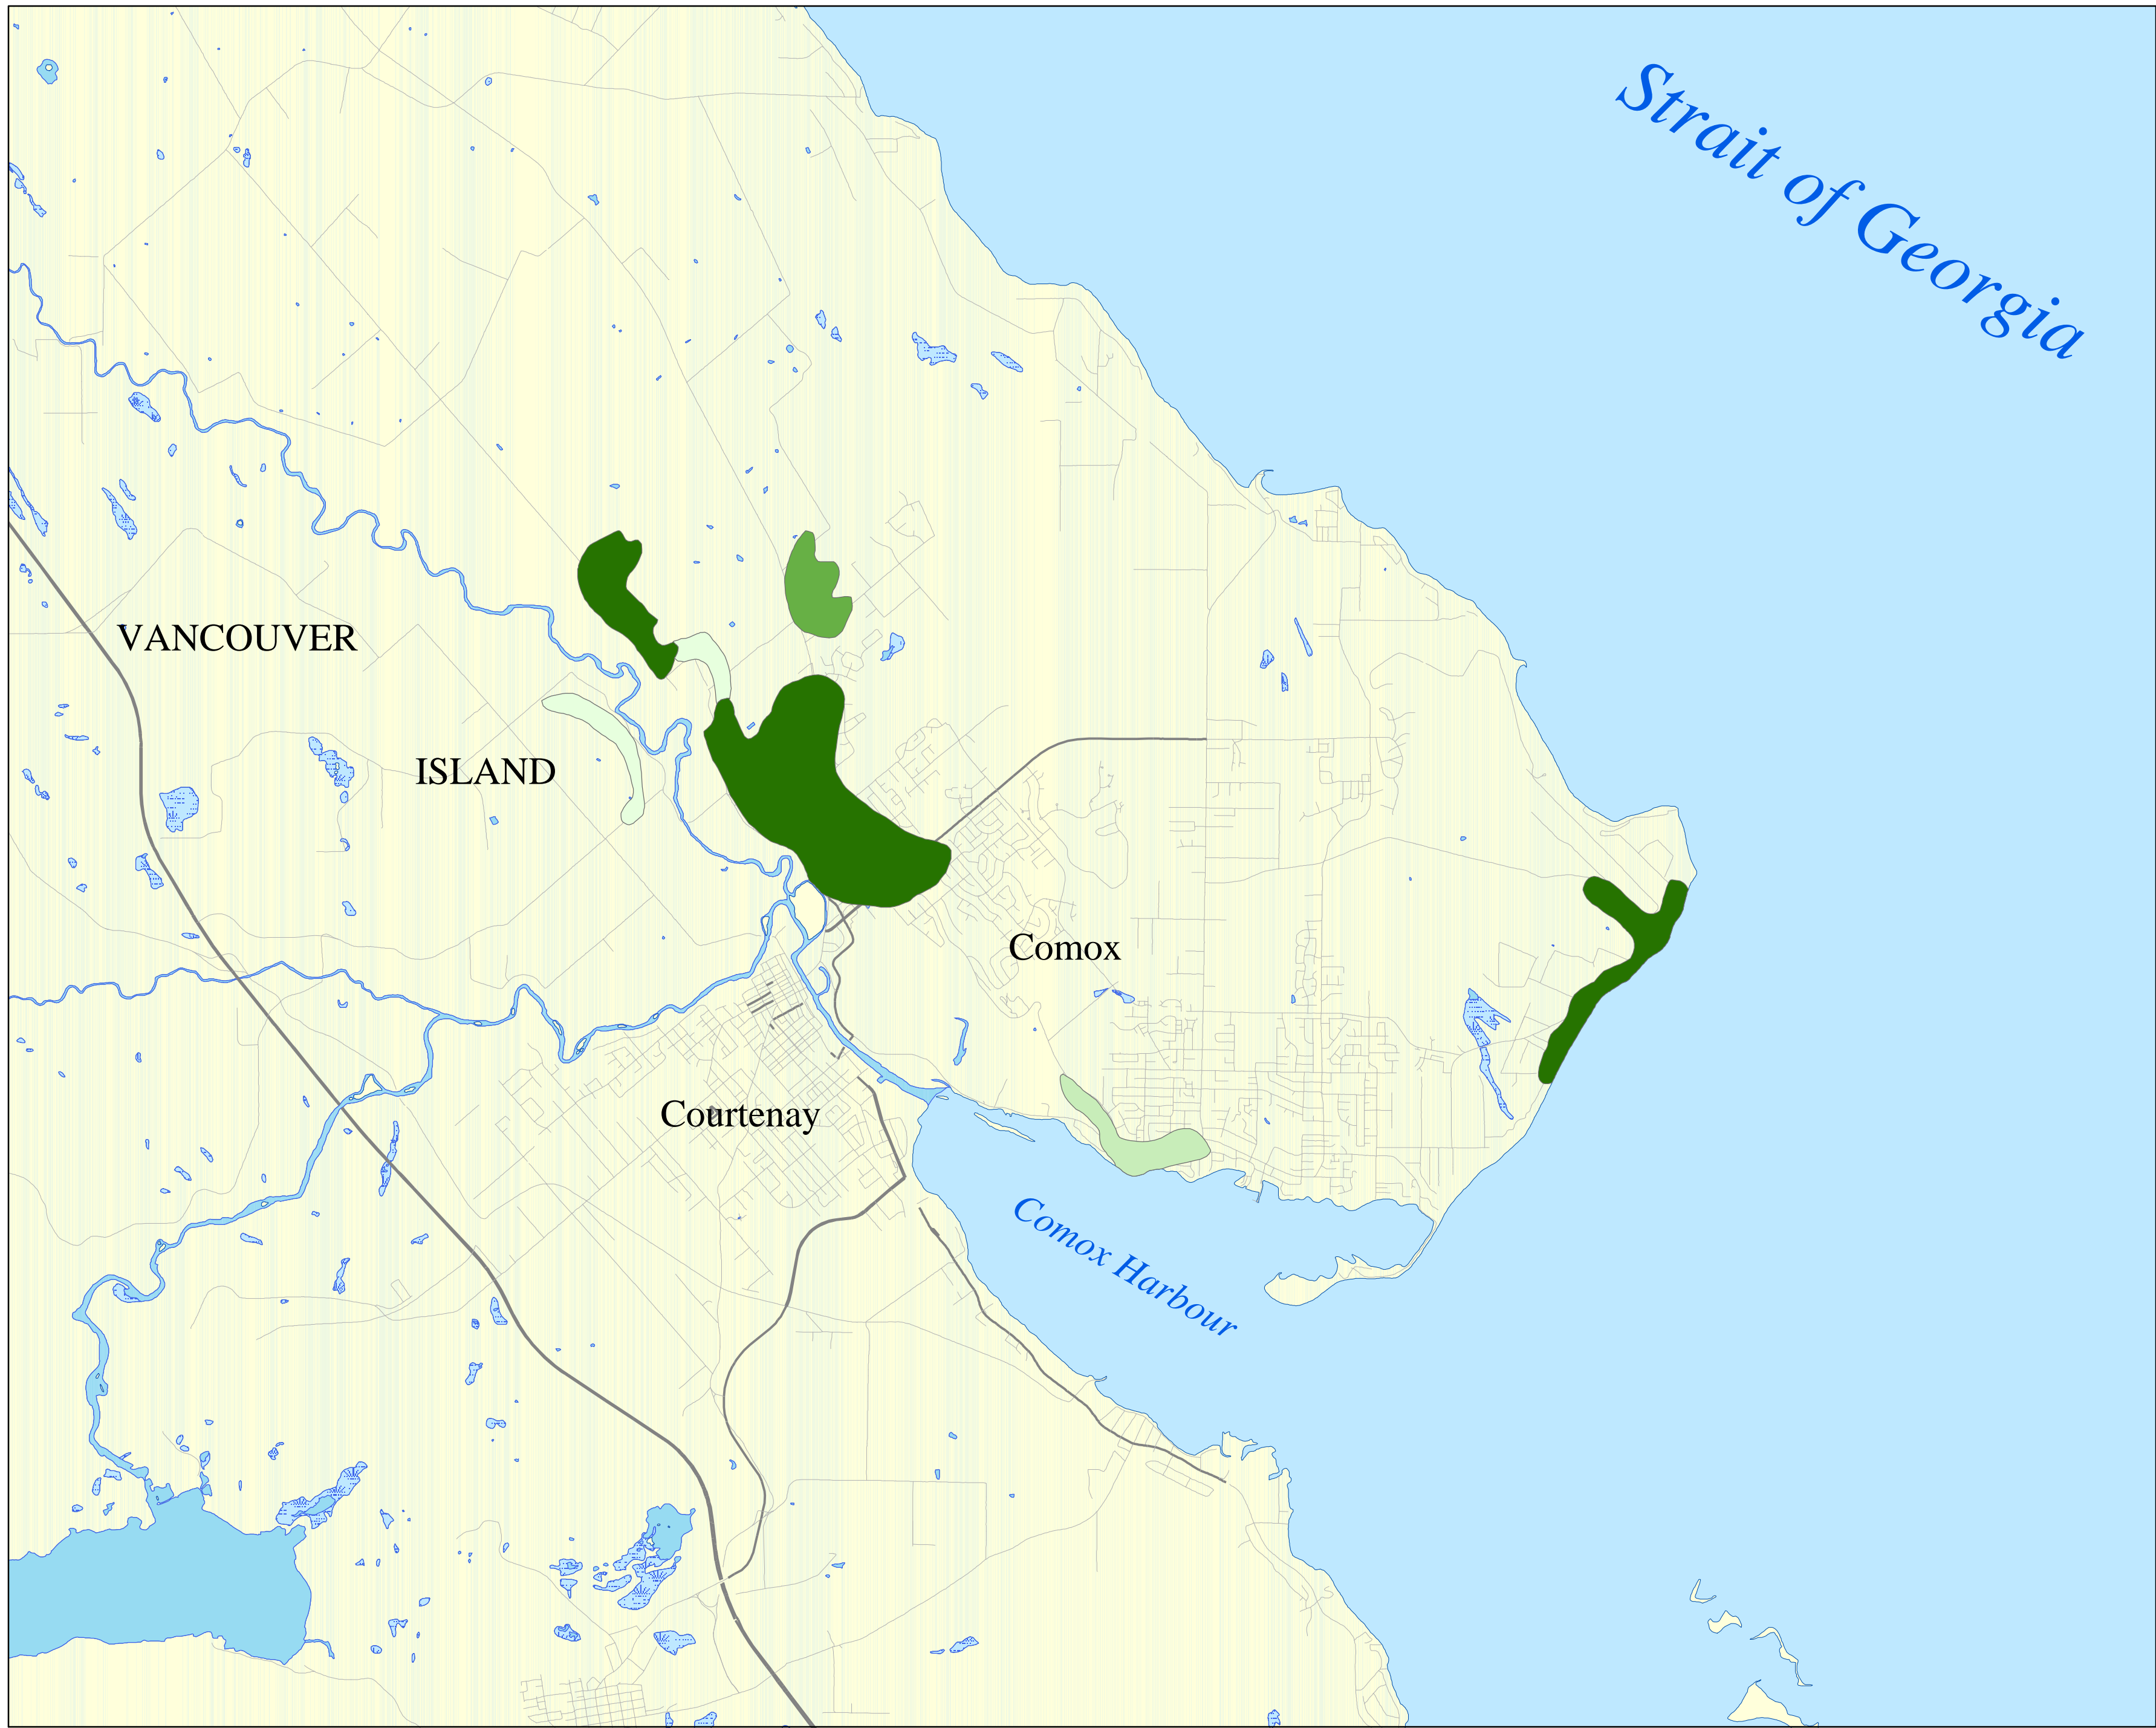 Strait of Georgia
VANCOUVER
ISLAND
Comox
Courtenay
Comox Harbour